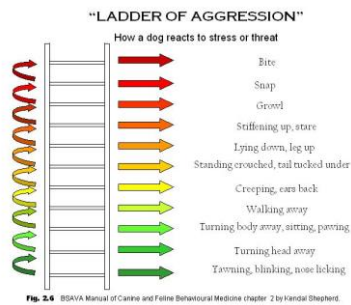 “LADDER OF AGGRESSION”
How a dog reacts to stress or threat
Bite
Snap
Growl
Stiffening up, stare
Lying down, leg up
Standing crouched, tail tucked under
Creeping, ears back
Walking away
Turning body away, sitting, pawing
Turning head away
Yawning, blinking, nose licking
Fig. 2.6 BSAVA Manual of Canine and Feline Behavioural Medicine chapter 2 by Kendal Shepherd.